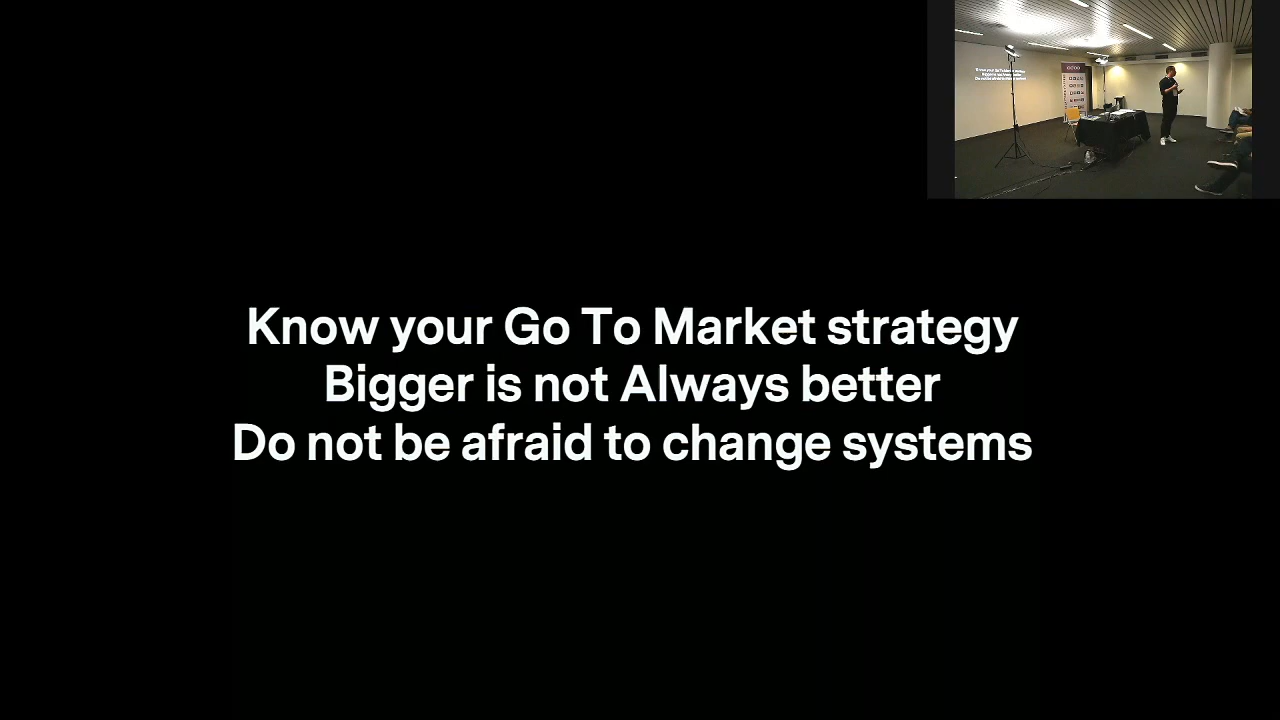 Know your Go To Market strategy
Bigger is not Always better
Do not be afraid to change systems